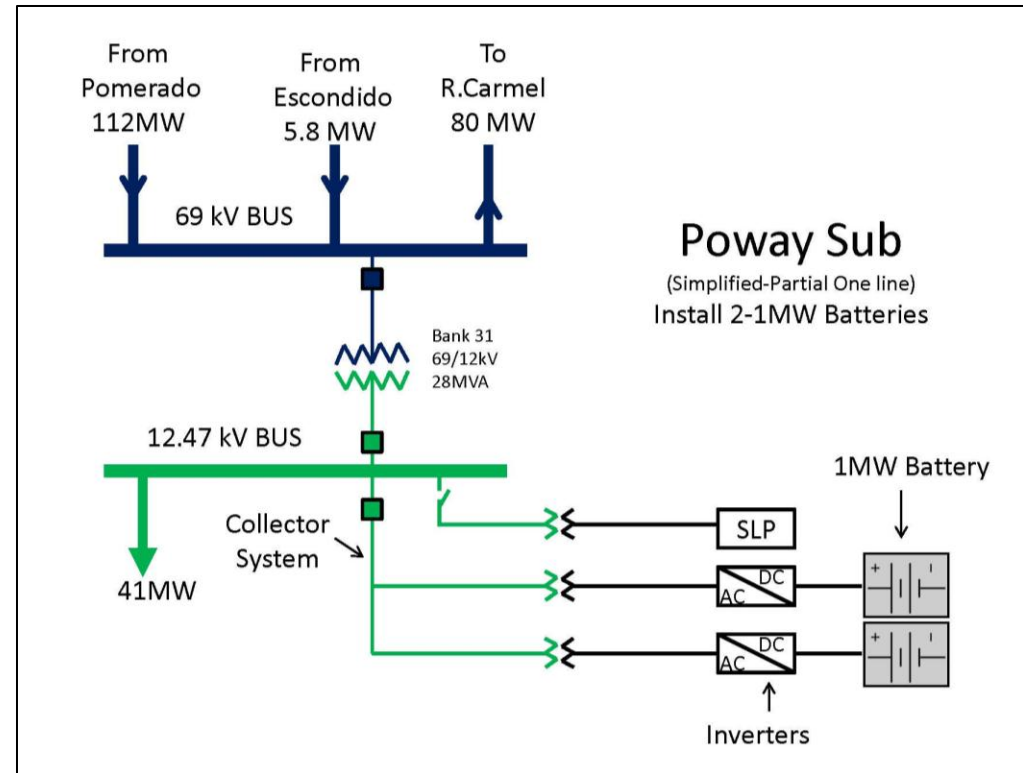 From
Pomerado
112MW
From
Escondido
5.8 MW
To
R.Carmel
80 MW
69 kV BUS
Poway Sub
(Simplified-Partial One line)
Install 2-1MW Batteries
Bank 31
69/12kV
28MVA
12.47 kV BUS
1MW Battery
Collector
System
41MW
SLP
DC
AC
+ -
DC
AC
+ -
Inverters